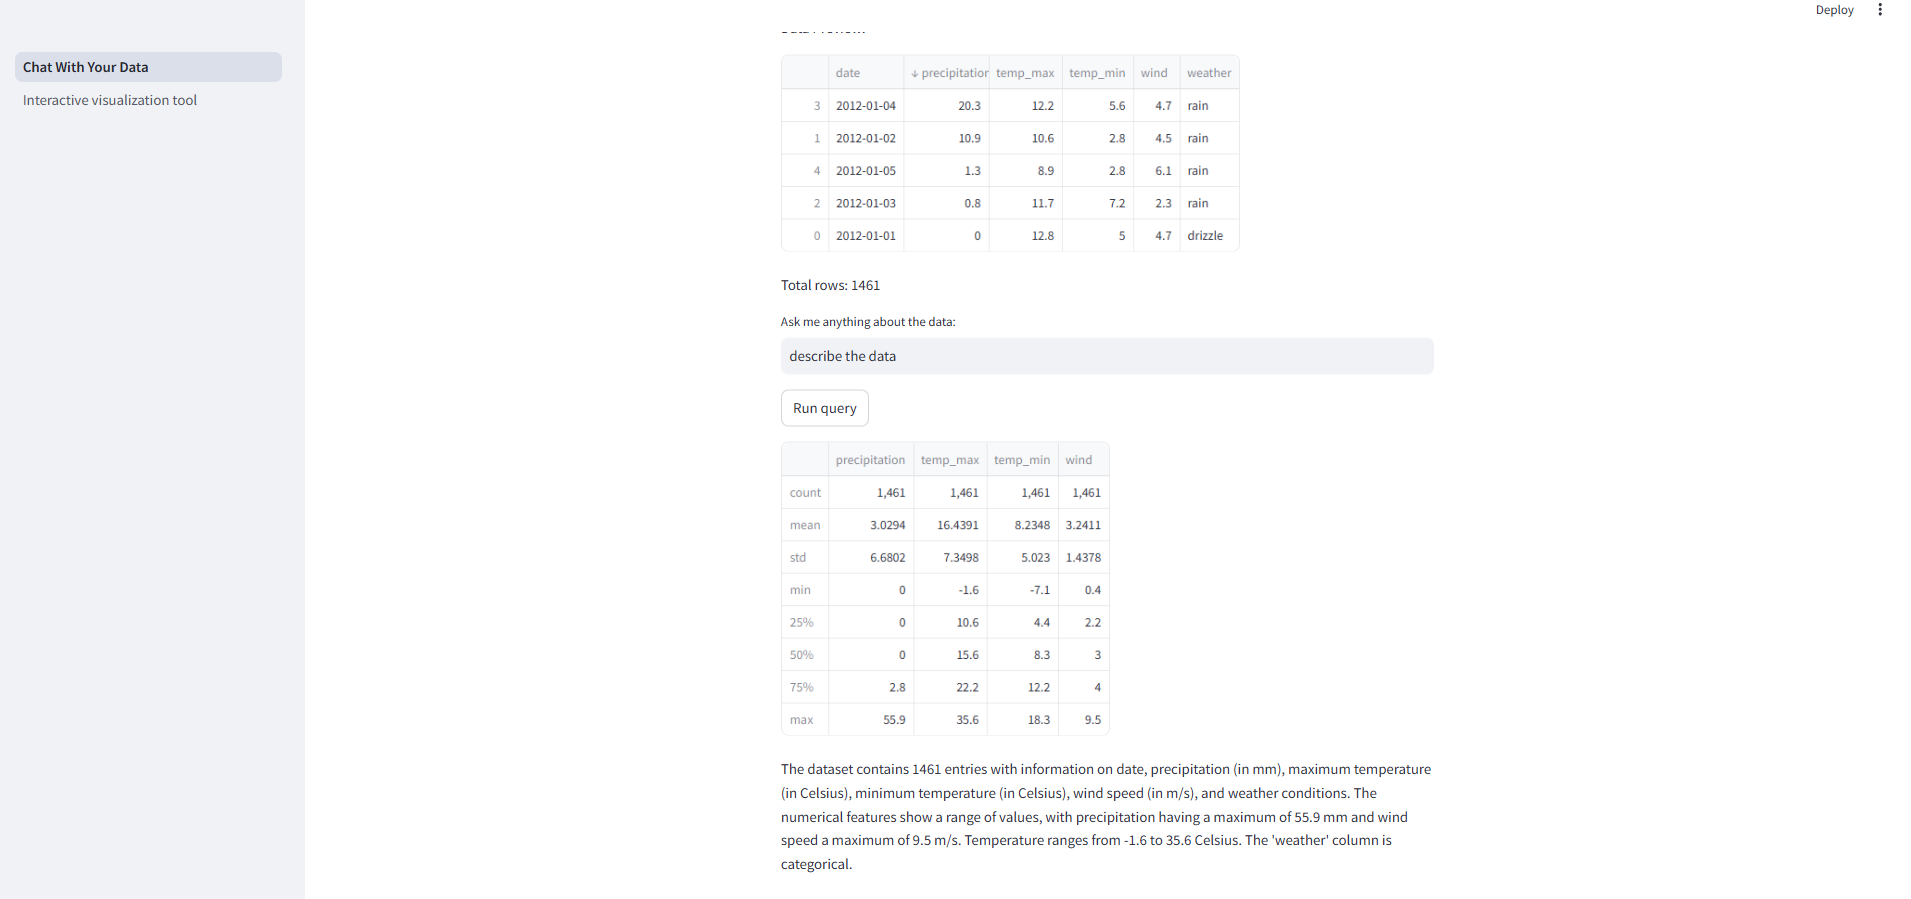 Deploy
Chat With Your Data
Interactive visualization tool
date precipitation temp_max temp_min wind weather
3 2012-01-04 20.3 12.2 5.6 4.7 rain
1 2012-01-02 10.9 10.6 2.8 4.5 rain
4 2012-01-05 1.3 8.9 2.8 6.1 rain
2 2012-01-03 0.8 11.7 7.2 2.3 rain
0 2012-01-01 0 12.8 5 4.7 drizzle
Total rows: 1461
Ask me anything about the data:
describe the data
Run query
precipitation temp_max temp_min wind
count 1,461 1,461 1,461 1,461
mean 3.0294 16.4391 8.2348 3.2411
std 6.6802 7.3498 5.023 1.4378
min 0 -1.6 -7.1 0.4
25% 0 10.6 4.4 2.2
50% 0 15.6 8.3 3
75% 2.8 22.2 12.2 4
max 55.9 35.6 18.3 9.5
The dataset contains 1461 entries with information on date, precipitation (in mm), maximum temperature
(in Celsius), minimum temperature (in Celsius), wind speed (in m/s), and weather conditions. The
numerical features show a range of values, with precipitation having a maximum of 55.9 mm and wind
speed a maximum of 9.5 m/s. Temperature ranges from -1.6 to 35.6 Celsius. The 'weather' column is
categorical.